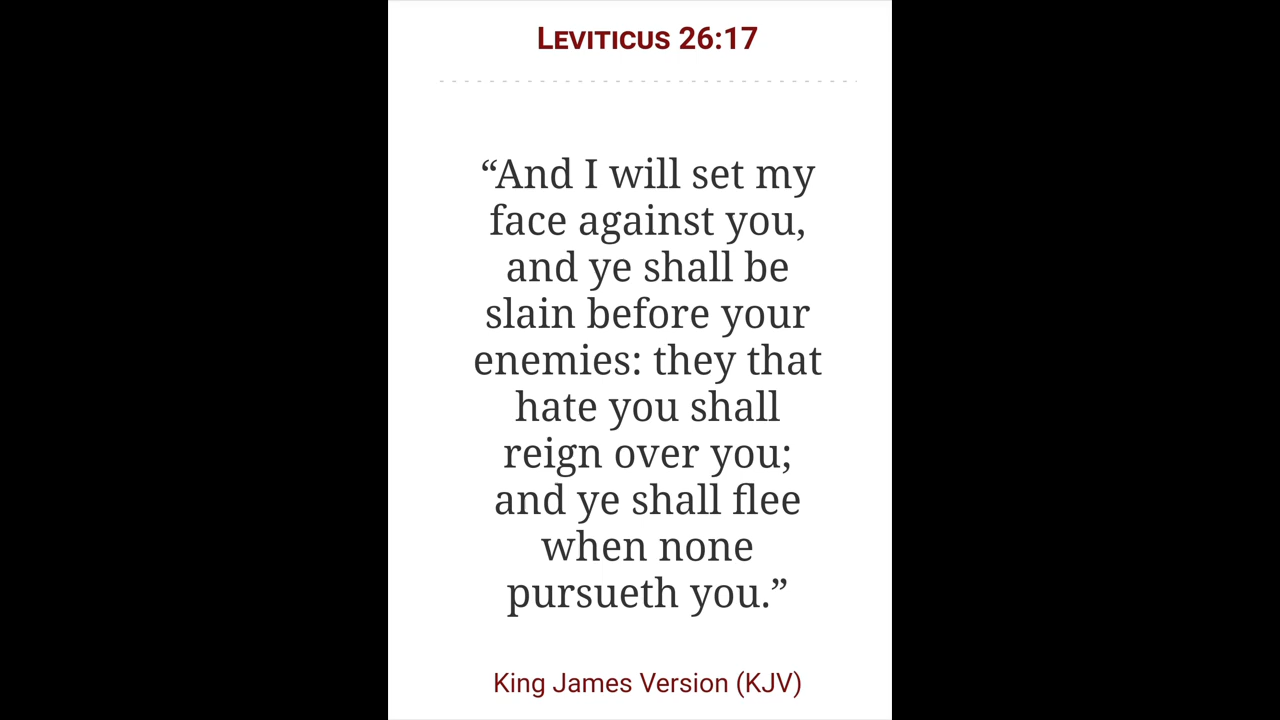 Leviticus 26:17
“And I will set my
face against you,
and ye shall be
slain before your
enemies: they that
hate you shall
reign over you;
and ye shall flee
when none
pursueth you.”
King James Version (KJV)